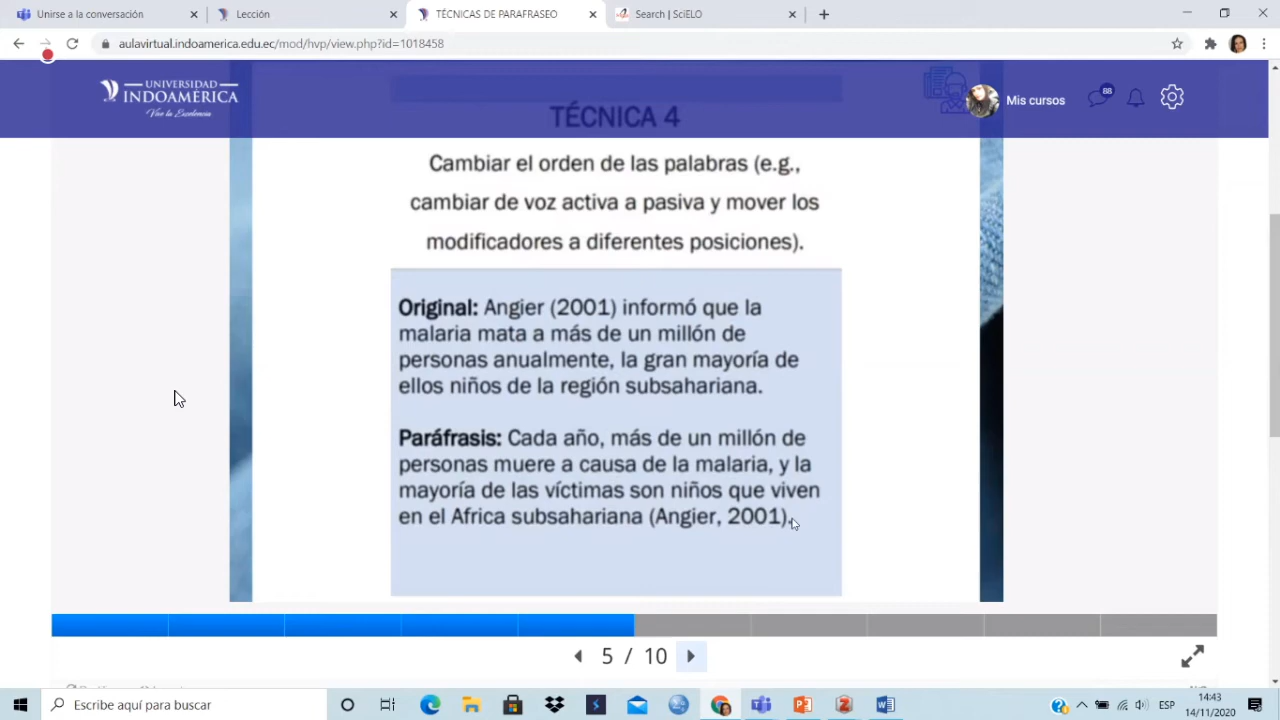 Unirse a la conversación
Lección
TÉCNICAS DE PARAFRASEO
Search | SciELO
aulavirtual.indoamerica.edu.ec/mod/hvp/view.php?id=1018458
UNIVERSIDAD
INDOAMÉRICA
Vive la Excelencia
Mis cursos
88
TÉCNICA 4
Cambiar el orden de las palabras (e.g.,
cambiar de voz activa a pasiva y mover los
modificadores a diferentes posiciones).
Original: Angier (2001) informó que la
malaria mata a más de un millón de
personas anualmente, la gran mayoría de
ellos niños de la región subsahariana.
Paráfrasis: Cada año, más de un millón de
personas muere a causa de la malaria, y la
mayoría de las víctimas son niños que viven
en el Africa subsahariana (Angier, 2001).
5 / 10
Escribe aquí para buscar
ESP
14:43
14/11/2020